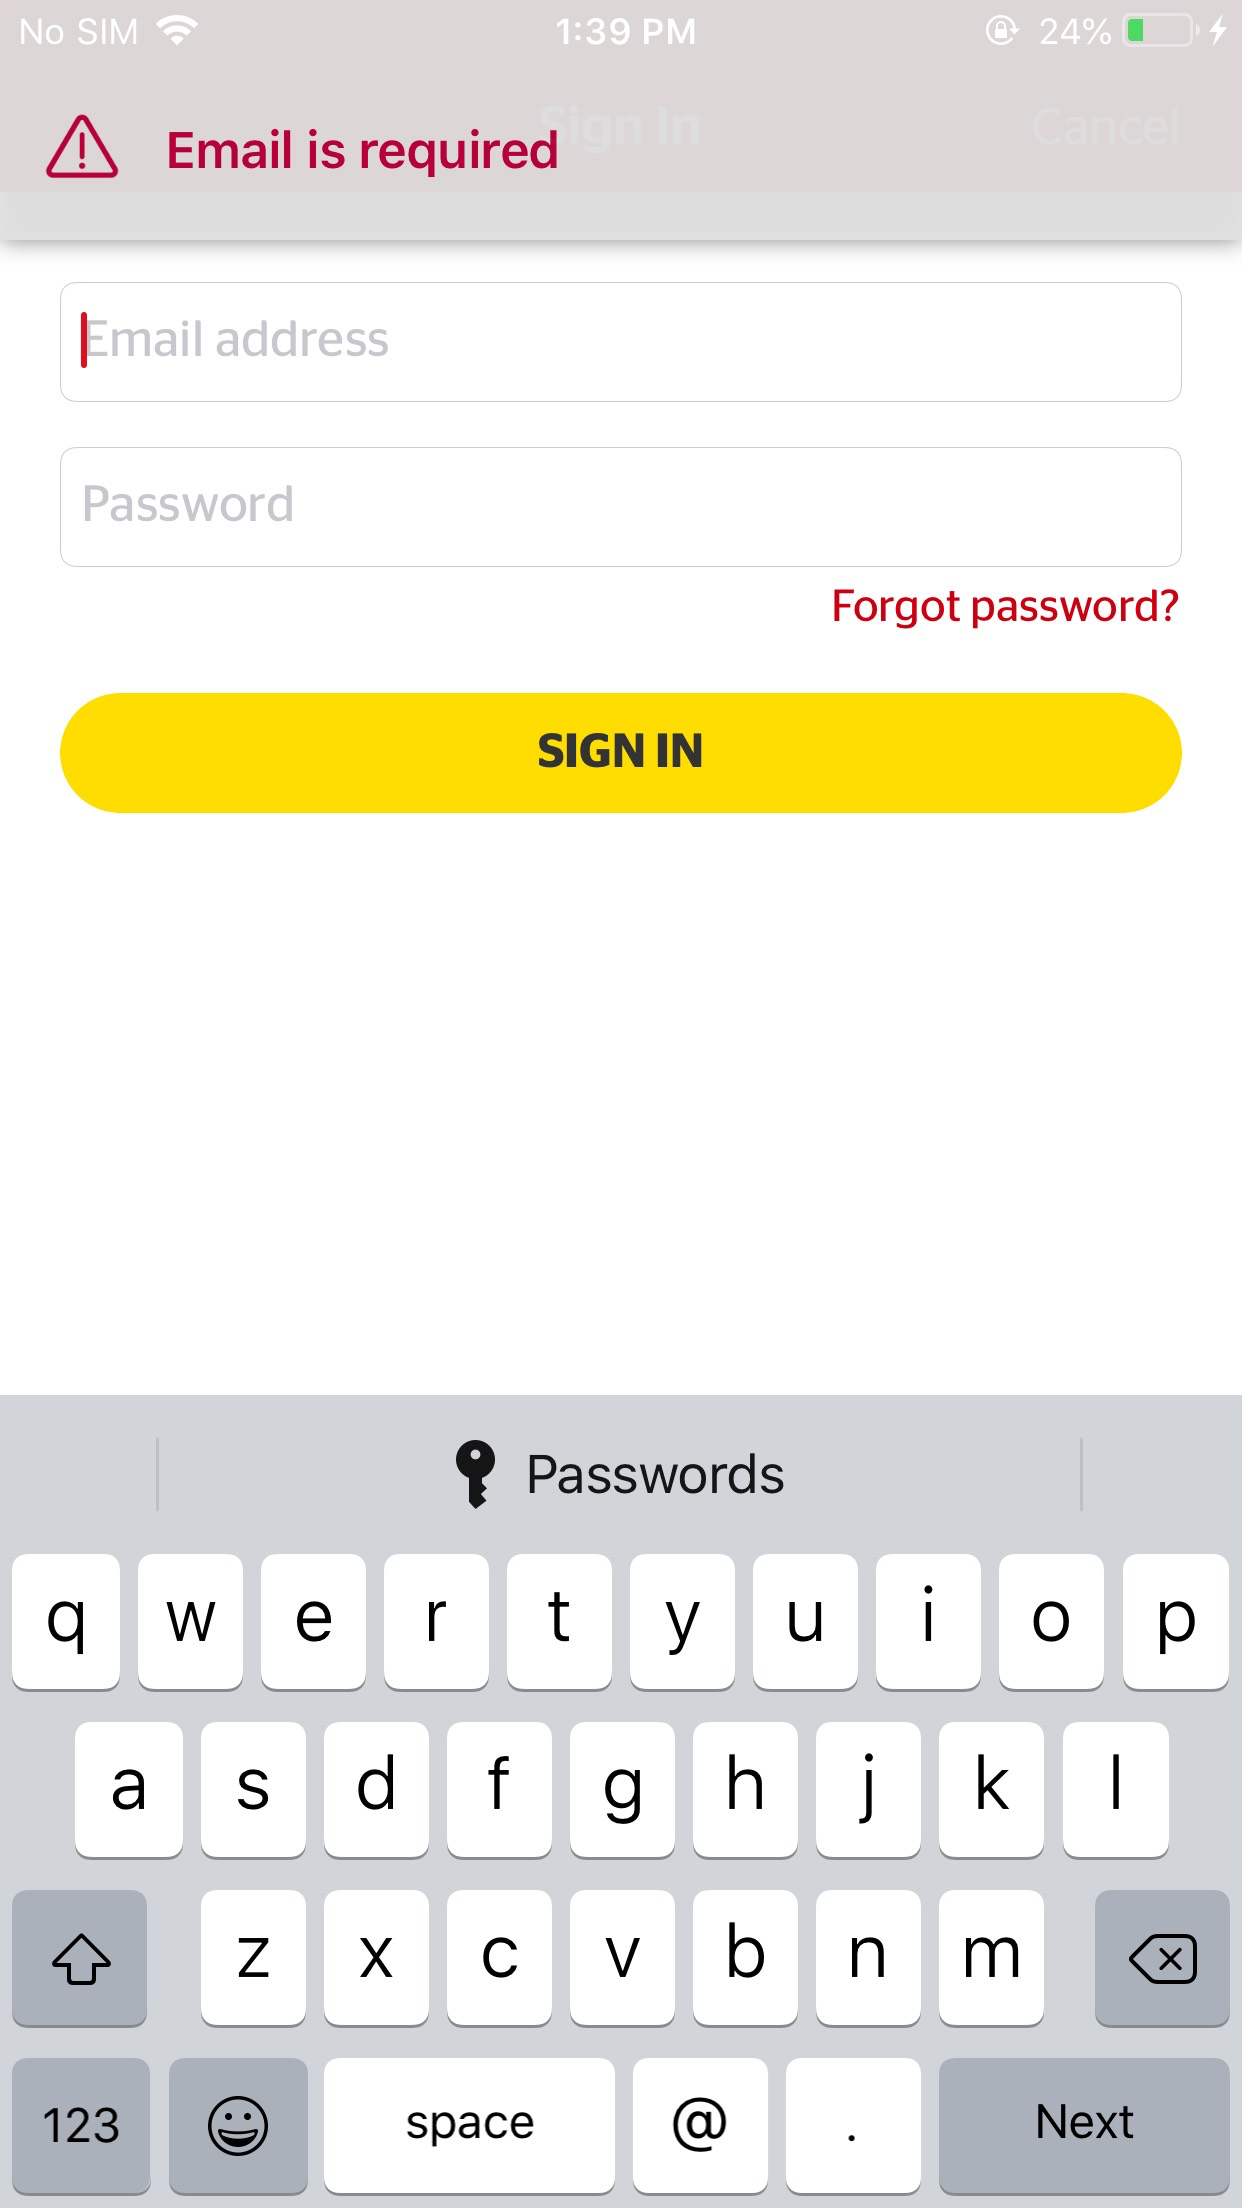 No SIM 1:39 PM 24%
Sign In Cancel
Email is required
Email address
Password
Forgot password?
SIGN IN
Passwords
q w e r t y u i o p
a s d f g h j k l
z x c v b n m
123 space @ . Next